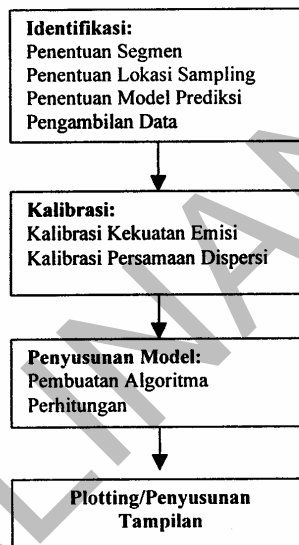 Identifikasi:
Penentuan Segmen
Penentuan Lokasi Sampling
Penentuan Model Prediksi
Pengambilan Data
Kalibrasi:
Kalibrasi Kekuatan Emisi
Kalibrasi Persamaan Dispersi
Penyusunan Model:
Pembuatan Algoritma
Perhitungan
Plotting/Penyusunan
Tampilan
LINAN